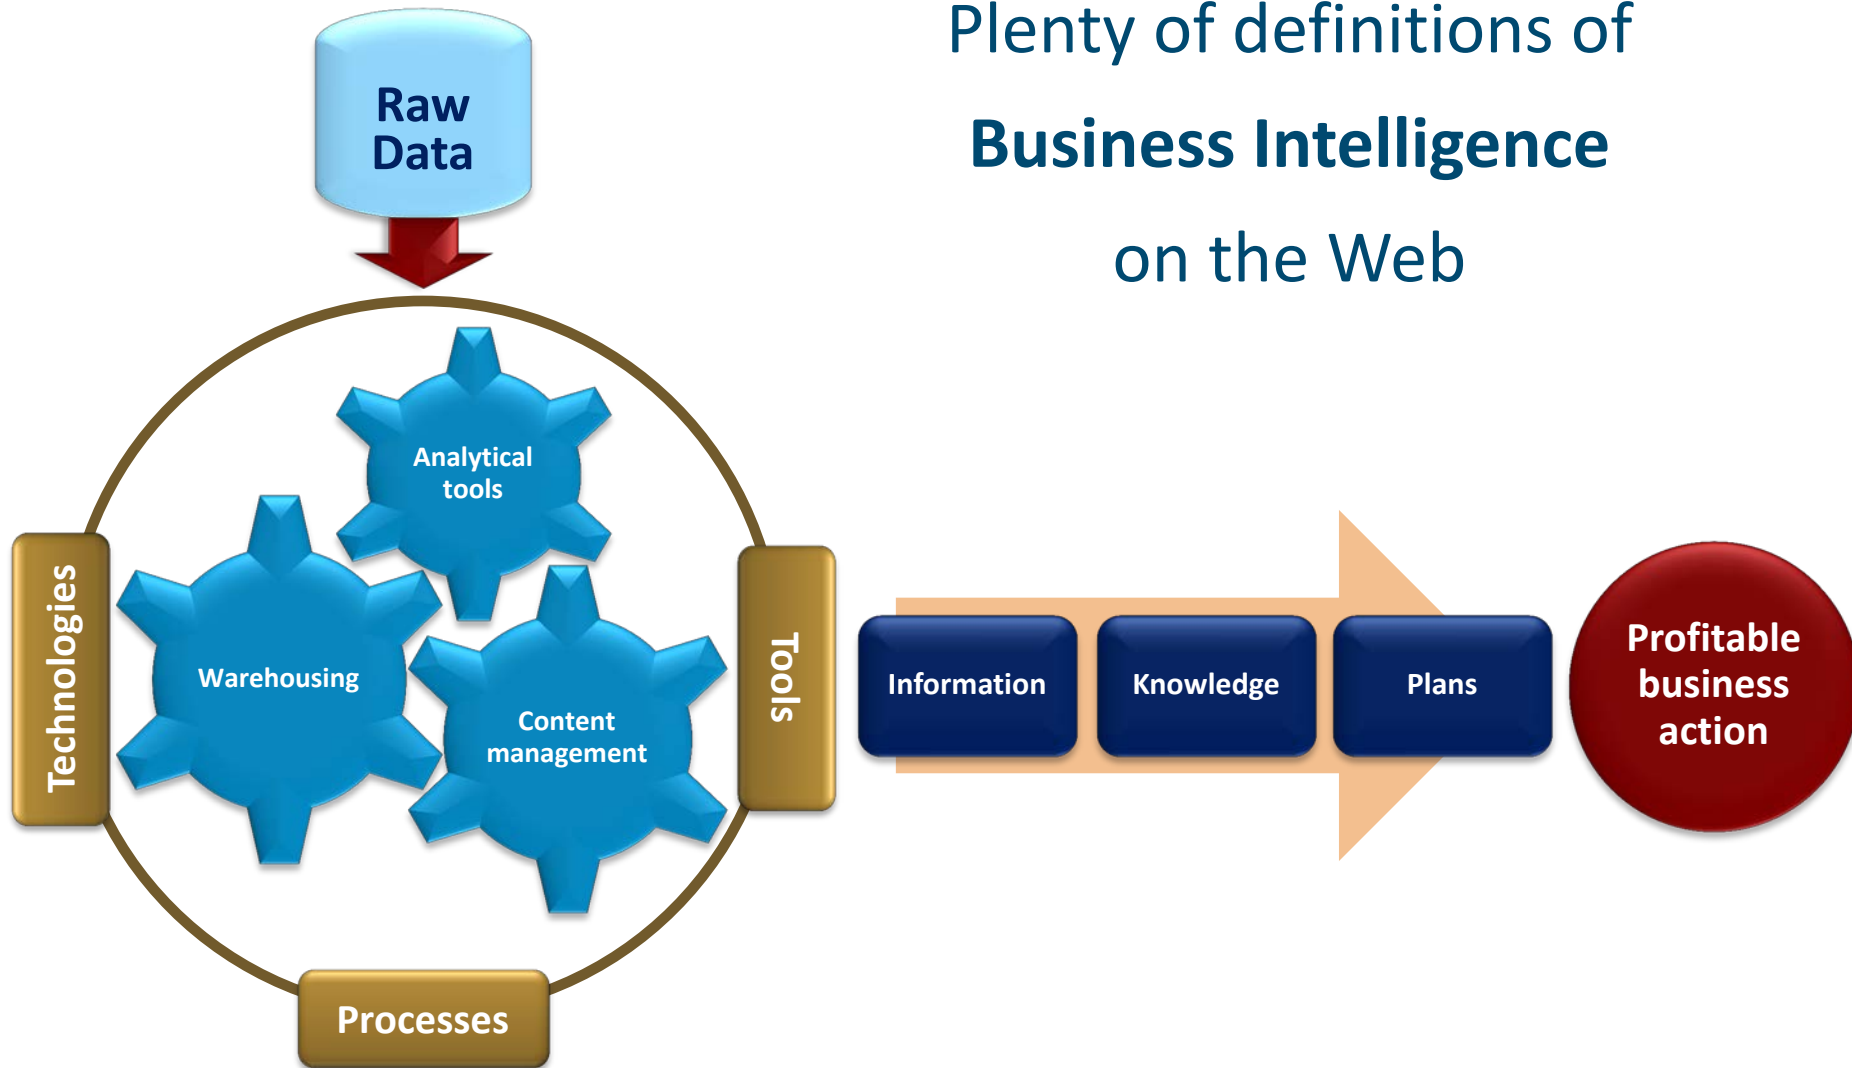 Plenty of definitions of
Business Intelligence
on the Web
Raw
Data
Analytical
tools
Warehousing
Content
management
Technologies
Tools
Processes
Information
Knowledge
Plans
Profitable
business
action